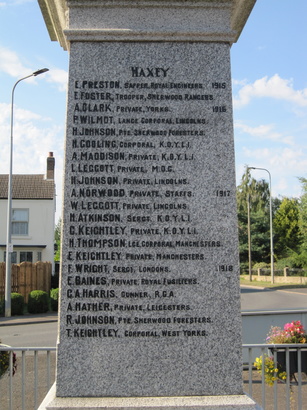 HAXEY
E. PRESTON, SAPPER, ROYAL ENGINEERS. 1915
E. FOSTER, TROOPER, SHERWOOD RANGERS. "
A. CLARK, PRIVATE, YORKS. 1916
P. WILMOT, LANCE CORPORAL, LINCOLNS.
H. JOHNSON, PTE. SHERWOOD FORESTERS.
H. COOLING, CORPORAL, K.O.Y.L.I.
A. MADDISON, PRIVATE, K.O.Y.L.I.
L. LEGGOTT, PRIVATE, M.G.C.
H. JOHNSON, PRIVATE, LINCOLNS.
A. NORWOOD, PRIVATE, STAFFS. 1917
W. LEGGOTT, PRIVATE, LINCOLNS.
H. ATKINSON, SERGT. K.O.Y.L.I.
G. KEIGHTLEY, PRIVATE, K.O.Y.L.I.
H. THOMPSON, LCE. CORPORAL, MANCHESTERS.
E. KEIGHTLEY, PRIVATE, MANCHESTERS.
F. WRIGHT, SERGT. LONDONS. 1918
E. GAINES, PRIVATE, ROYAL FUSILIERS.
G. A. HARRIS, GUNNER, R.G.A.
A. MATHER, PRIVATE, LEICESTERS.
R. JOHNSON, PTE. SHERWOOD FORESTERS.
T. KEIGHTLEY, CORPORAL, WEST YORKS.